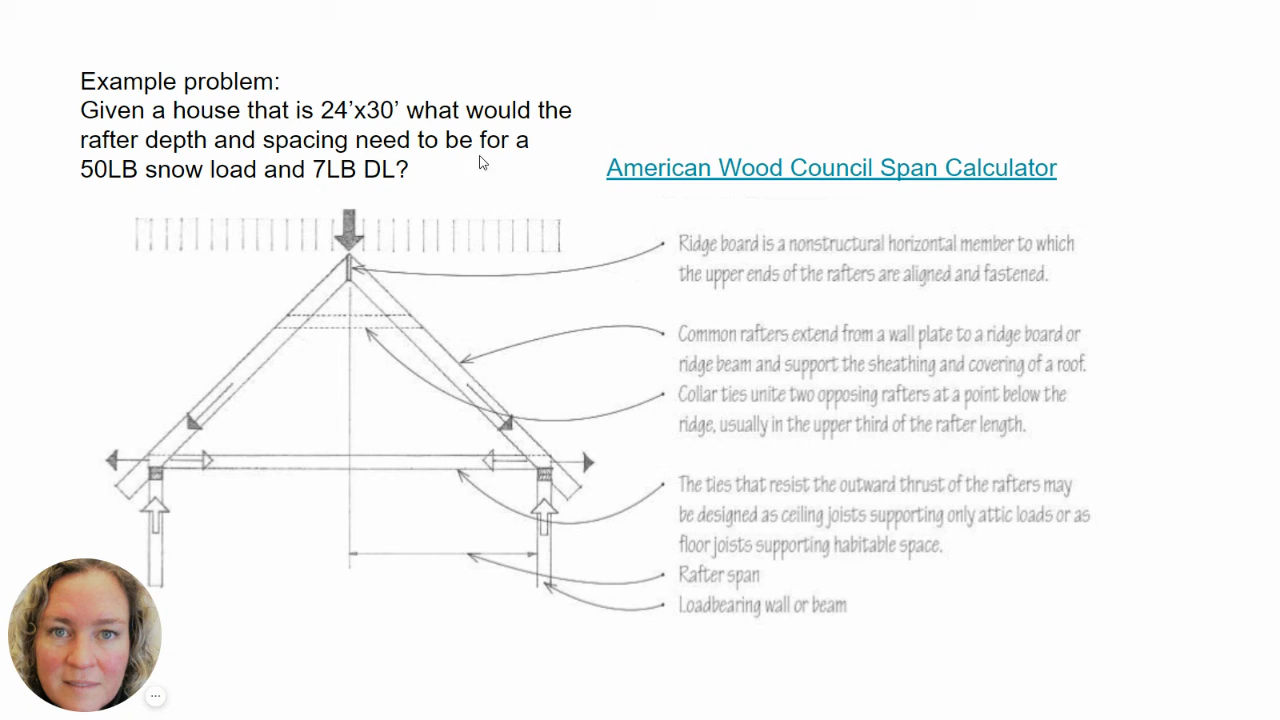 Example problem:
Given a house that is 24’x30’ what would the
rafter depth and spacing need to be for a
50LB snow load and 7LB DL?
American Wood Council Span Calculator
Ridge board is a nonstructural horizontal member to which
the upper ends of the rafters are aligned and fastened.
Common rafters extend from a wall plate to a ridge board or
ridge beam and support the sheathing and covering of a roof.
Collar ties unite two opposing rafters at a point below the
ridge, usually in the upper third of the rafter length.
The ties that resist the outward thrust of the rafters may
be designed as ceiling joists supporting only attic loads or as
floor joists supporting habitable space.
Rafter span
Loadbearing wall or beam